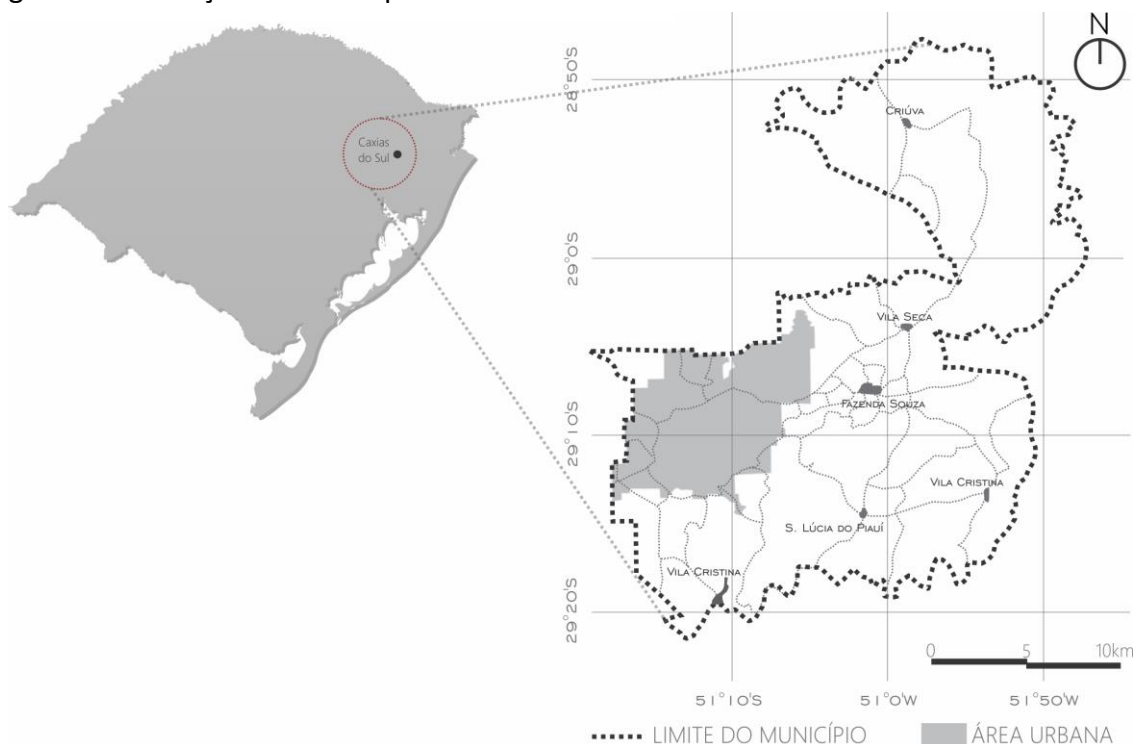 N
28°50'S
CRIÚVA
Caxias
do Sul
29°0'S
VILA SECA
FAZENDA SOUZA
29°10'S
VILA CRISTINA
S. LÚCIA DO PIAUÍ
VILA CRISTINA
29°20'S
0 5 10km
51°10'S 51°0'W 51°50'W
LIMITE DO MUNICÍPIO ÁREA URBANA